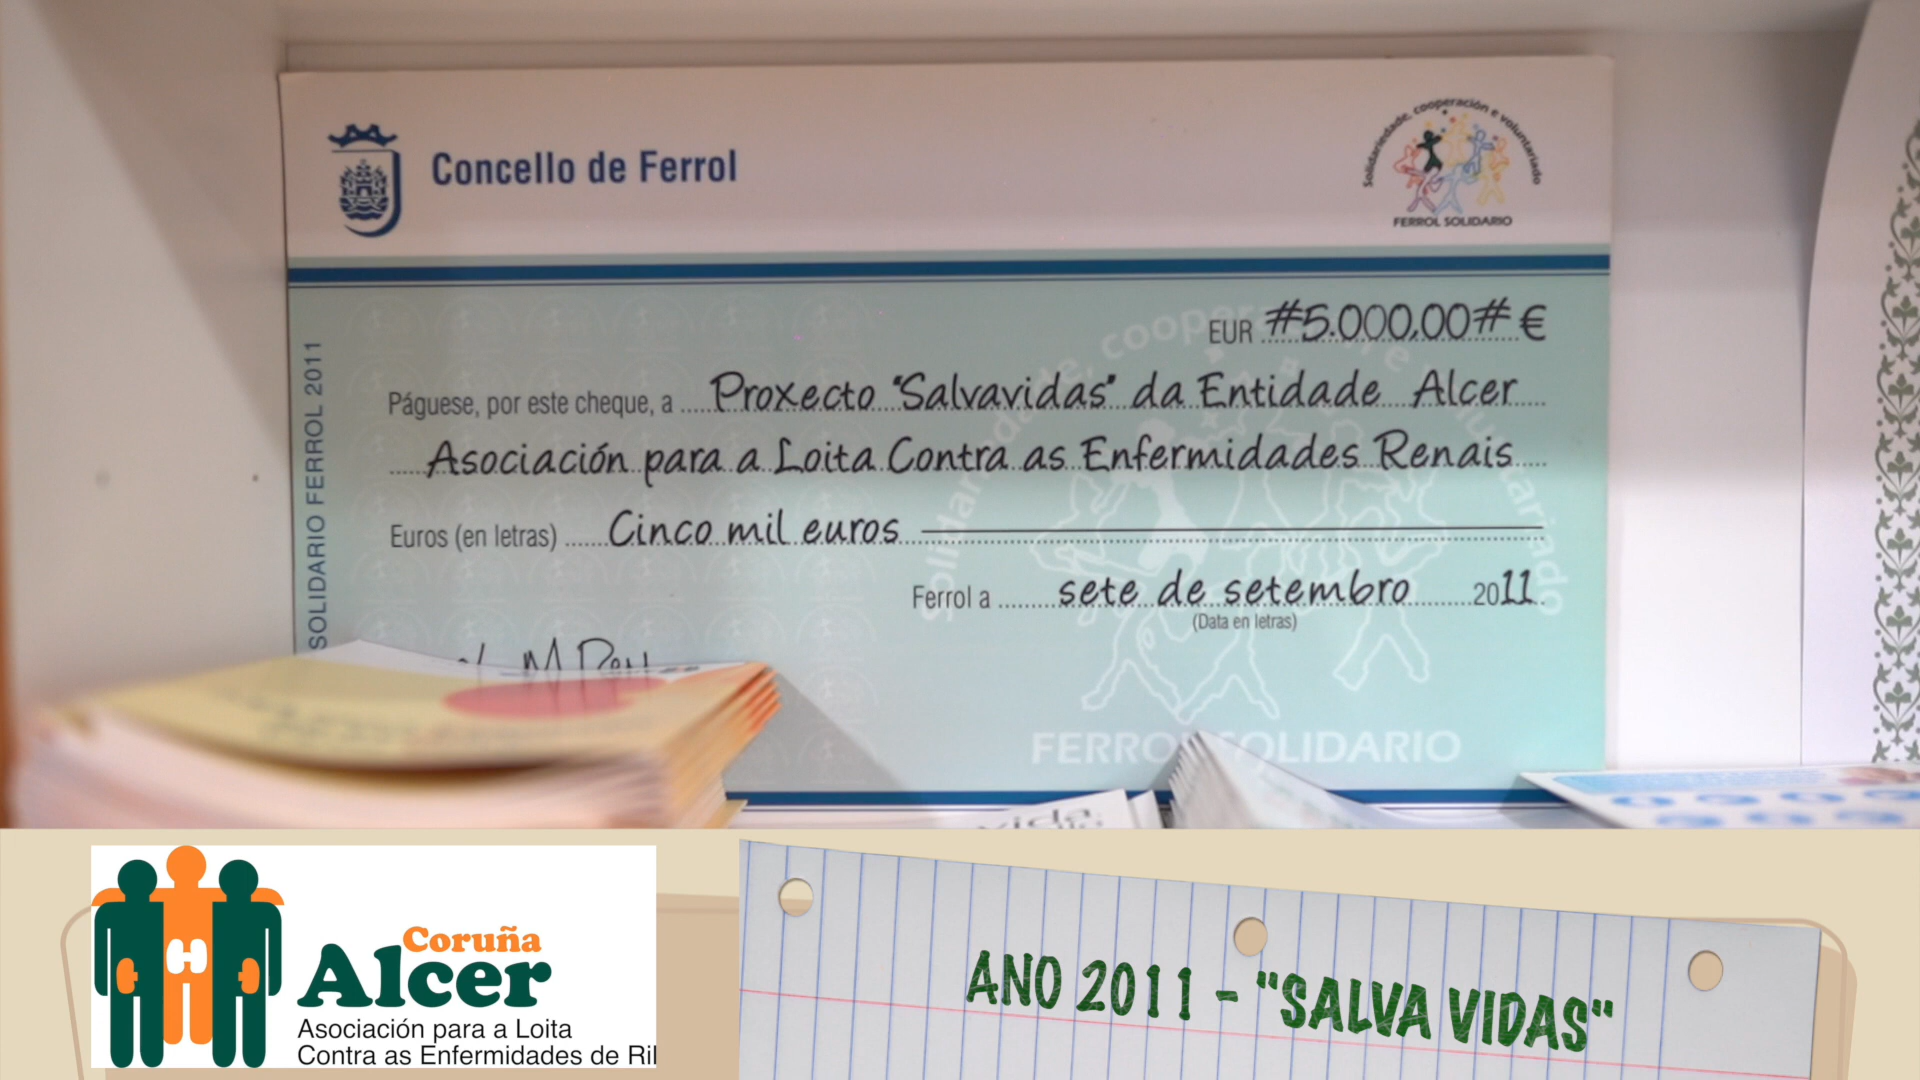 Concello de Ferrol
Solidariedade, cooperación e voluntariado
FERROL SOLIDARIO
SOLIDARIO FERROL 2011
EUR #5.000,00# €
Páguese, por este cheque, a Proxecto "Salvavidas" da Entidade Alcer
Asociación para a Loita Contra as Enfermidades Renais
Euros (en letras) Cinco mil euros
Ferrol a sete de setembro 2011
(Data en letras)
FERROL SOLIDARIO
Coruña
Alcer
Asociación para a Loita
Contra as Enfermidades de Ril
ANO 2011 - "SALVA VIDAS"